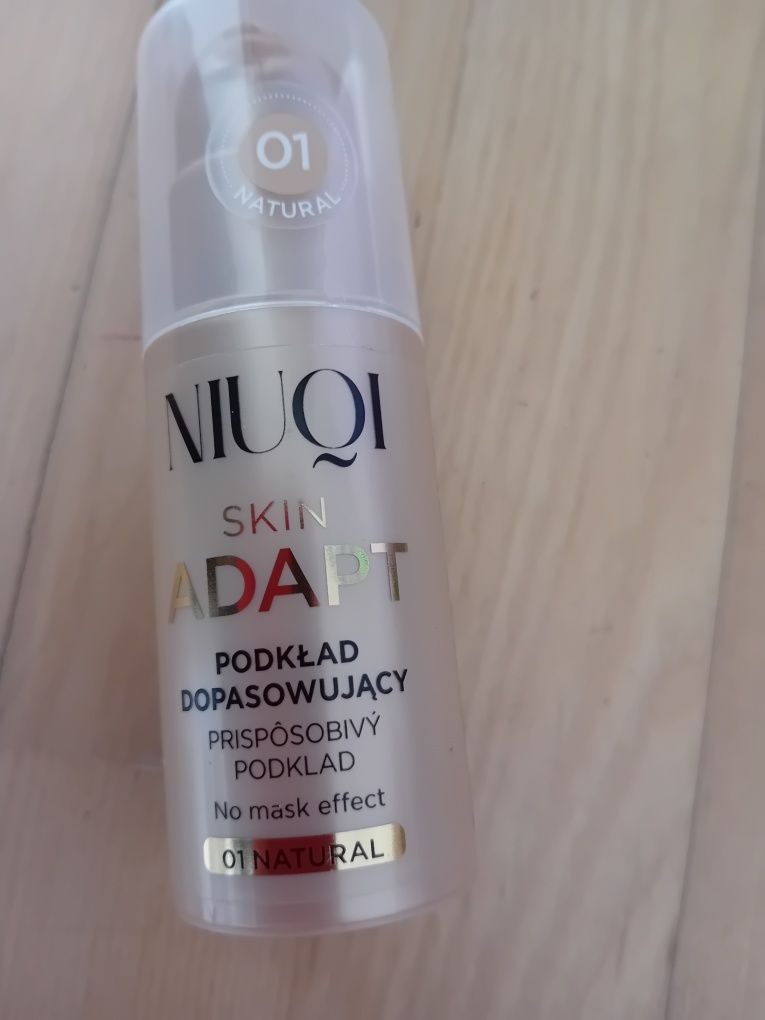 01
NATURAL
NIUQI
SKIN
ADAPT
PODKŁAD
DOPASOWUJĄCY
PRISPÔSOBIVÝ
PODKLAD
No mask effect
01 NATURAL